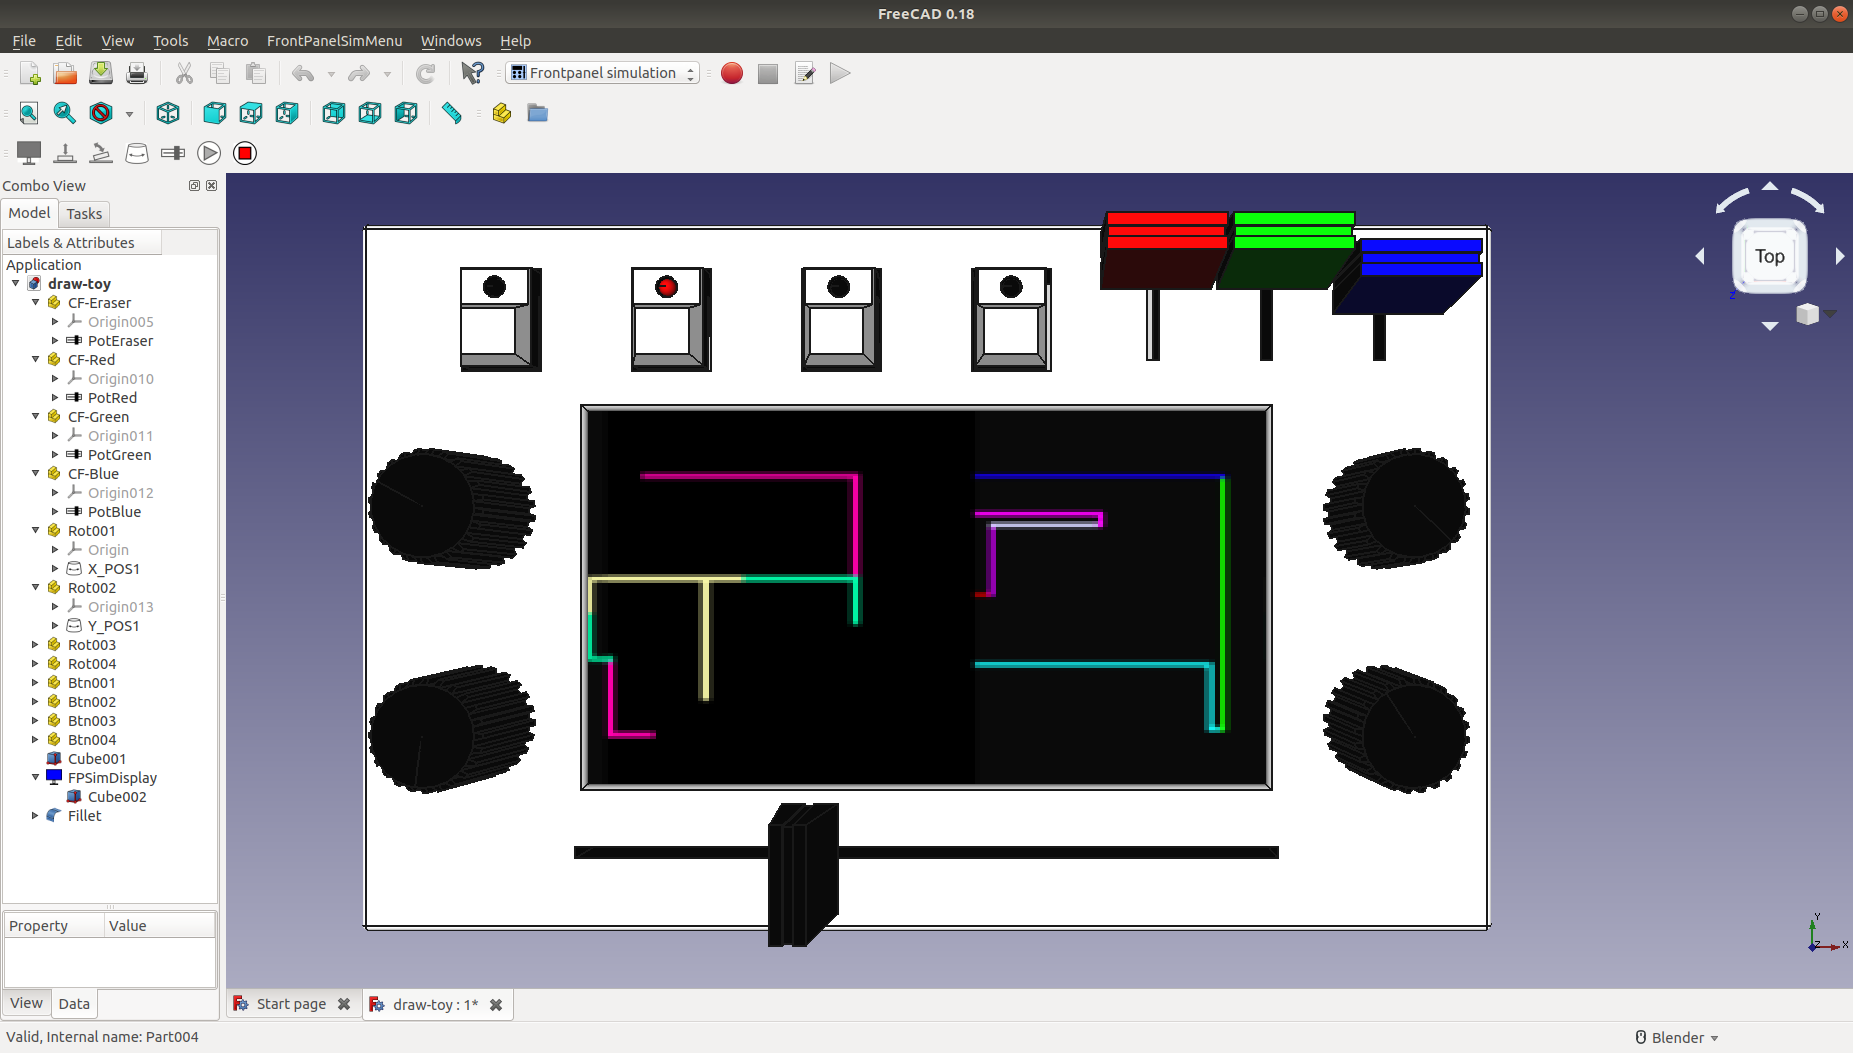 FreeCAD 0.18
File Edit View Tools Macro FrontPanelSimMenu Windows Help
Frontpanel simulation
Combo View
Model Tasks
Labels & Attributes
Application
draw-toy
CF-Eraser
Origin005
PotEraser
CF-Red
Origin010
PotRed
CF-Green
Origin011
PotGreen
CF-Blue
Origin012
PotBlue
Rot001
Origin
X_POS1
Rot002
Origin013
Y_POS1
Rot003
Rot004
Btn001
Btn002
Btn003
Btn004
Cube001
FPSimDisplay
Cube002
Fillet
Property Value
View Data
Top
Z
Y
Z X
Start page
draw-toy : 1*
Valid, Internal name: Part004
Blender